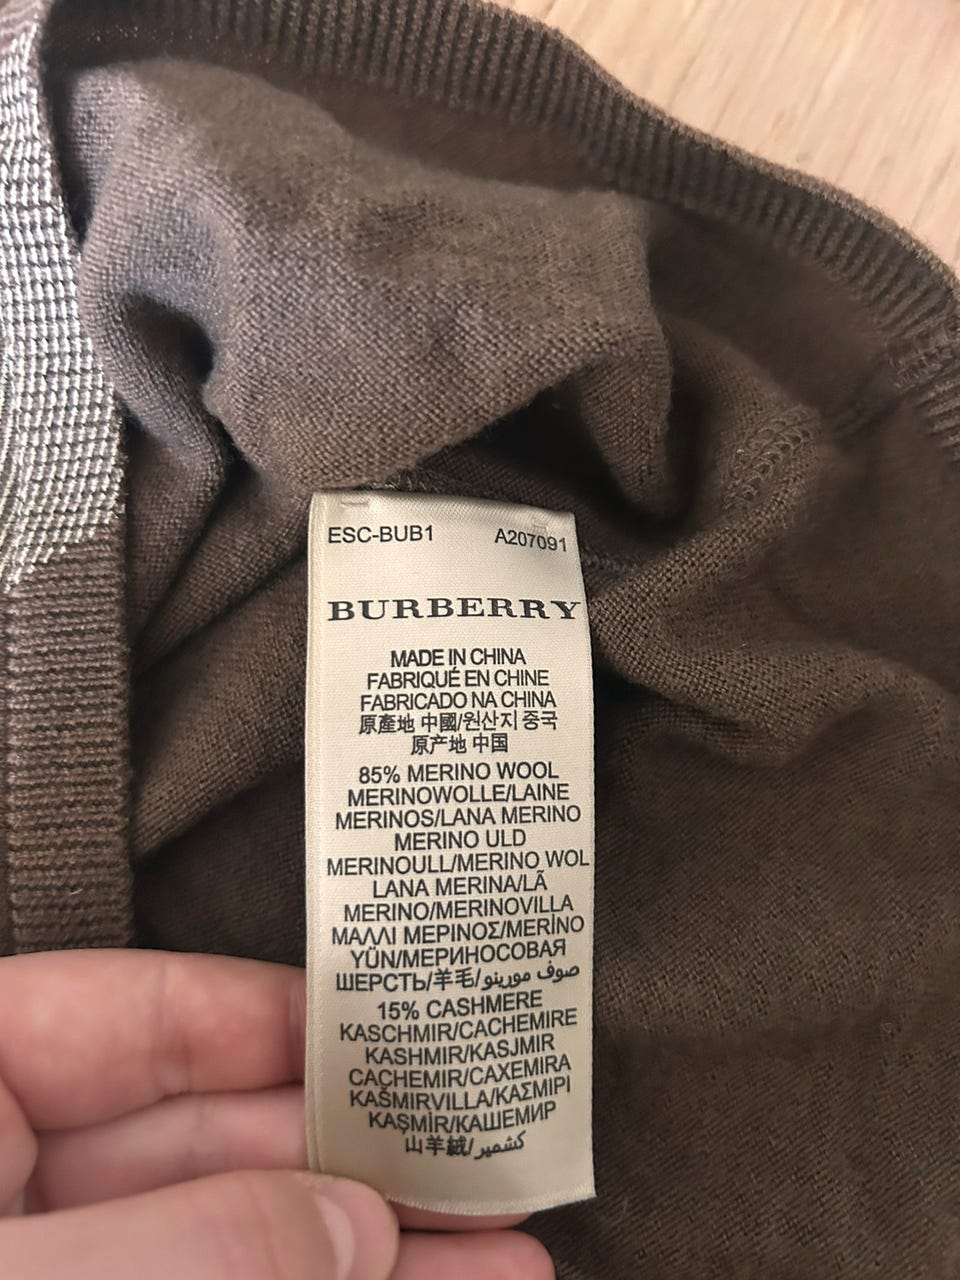 ESC-BUB1 A207091
BURBERRY
MADE IN CHINA
FABRIQUÉ EN CHINE
FABRICADO NA CHINA
原產地 中國/원산지 중국
原产地 中国
85% MERINO WOOL
MERINOWOLLE/LAINE
MERINOS/LANA MERINO
MERINO ULD
MERINOULL/MERINO WOL
LANA MERINA/LÃ
MERINO/MERINOVILLA
ΜΑΛΛΙ ΜΕΡΙΝΟΣ/MERİNO
YÜN/МЕРИНОСОВАЯ
ШЕРСТЬ/羊毛/صوف مورينو
15% CASHMERE
KASCHMIR/CACHEMIRE
KASHMIR/KASJMIR
CACHEMIR/CAXEMIRA
KAŠMIRVILLA/ΚΑΣΜΙΡΙ
KAŞMİR/КАШЕМИР
山羊絨/كشمير